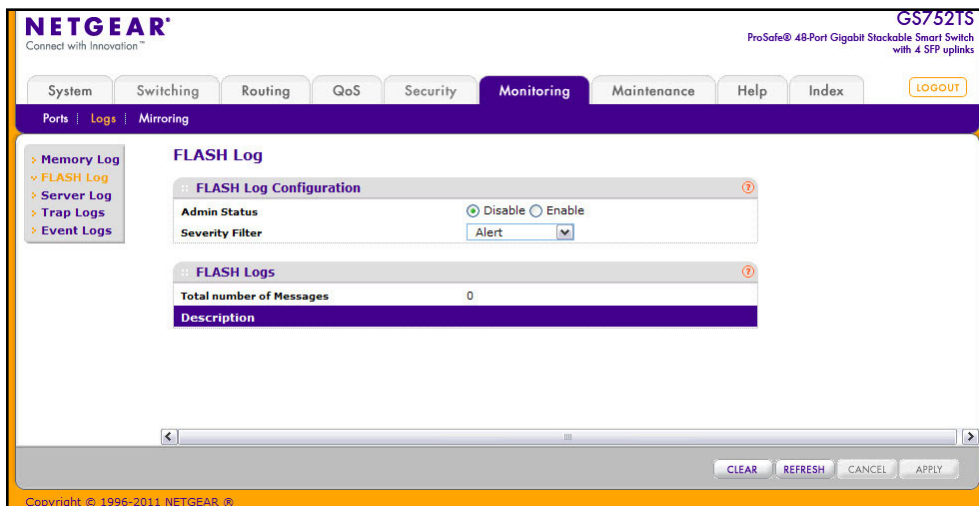 NETGEAR®
Connect with Innovation™
GS752TS
ProSafe® 48-Port Gigabit Stackable Smart Switch
with 4 SFP uplinks
System Switching Routing QoS Security Monitoring Maintenance Help Index LOGOUT
Ports Logs Mirroring
Memory Log
FLASH Log
Server Log
Trap Logs
Event Logs
FLASH Log
FLASH Log Configuration ?
Admin Status Disable Enable
Severity Filter Alert
FLASH Logs ?
Total number of Messages 0
Description
CLEAR REFRESH CANCEL APPLY
Copyright © 1996-2011 NETGEAR ®